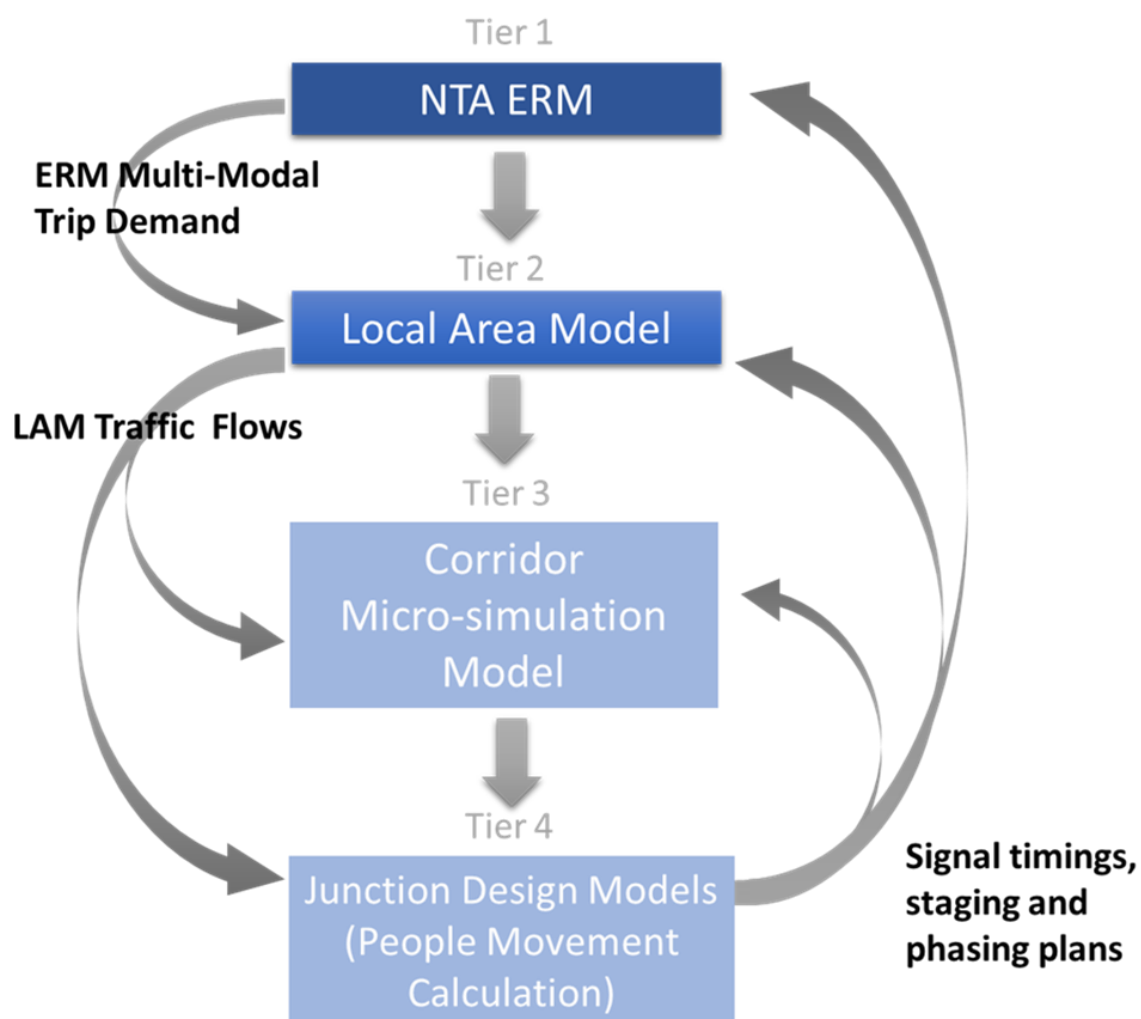 Tier 1
NTA ERM
ERM Multi-Modal
Trip Demand
Tier 2
Local Area Model
LAM Traffic  Flows
Tier 3
Corridor
Micro-simulation
Model
Tier 4
Junction Design Models
(People Movement
Calculation)
Signal timings,
staging and
phasing plans